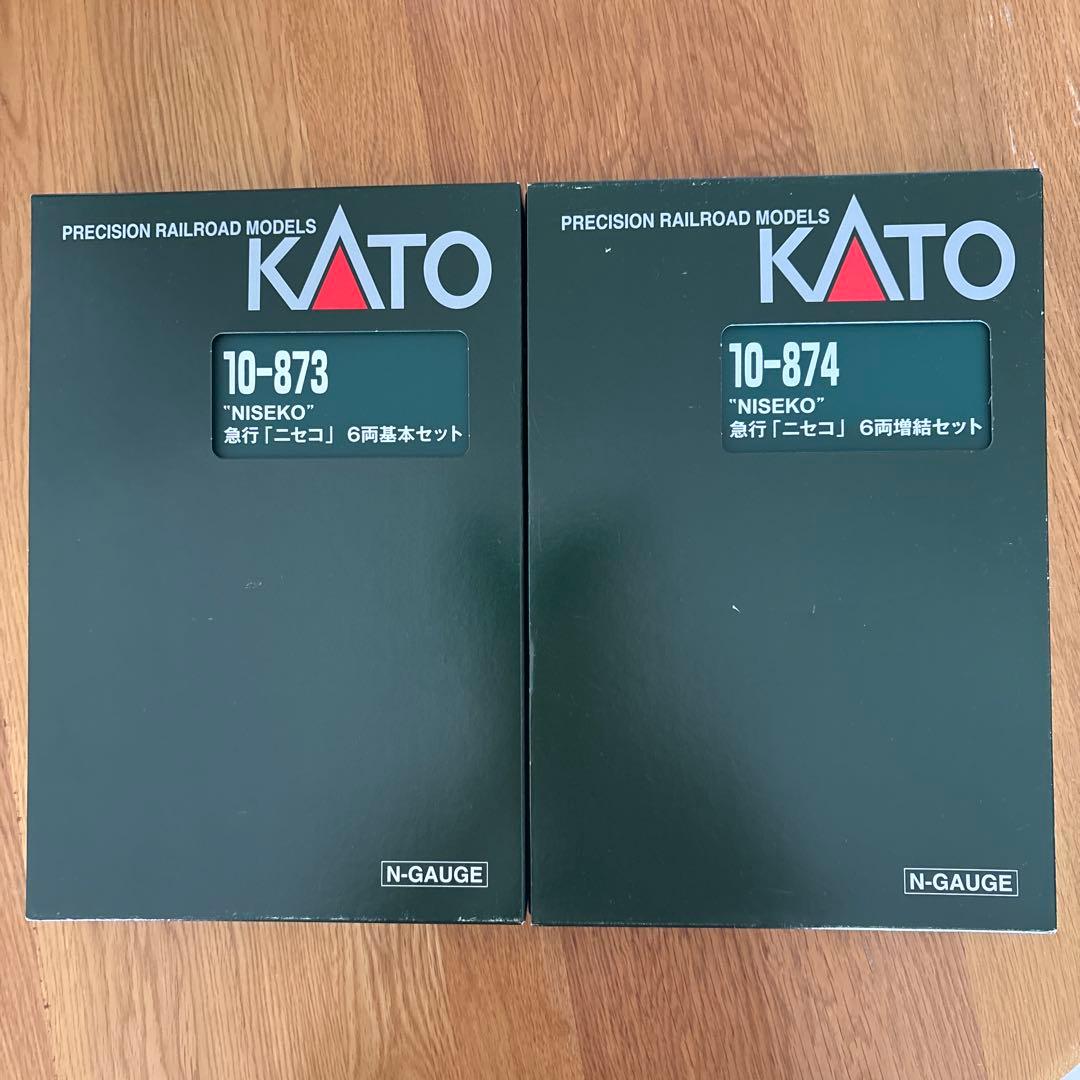 PRECISION RAILROAD MODELS
KATO
10-873
"NISEKO"
急行「ニセコ」 6両基本セット
N-GAUGE
PRECISION RAILROAD MODELS
KATO
10-874
"NISEKO"
急行「ニセコ」 6両増結セット
N-GAUGE